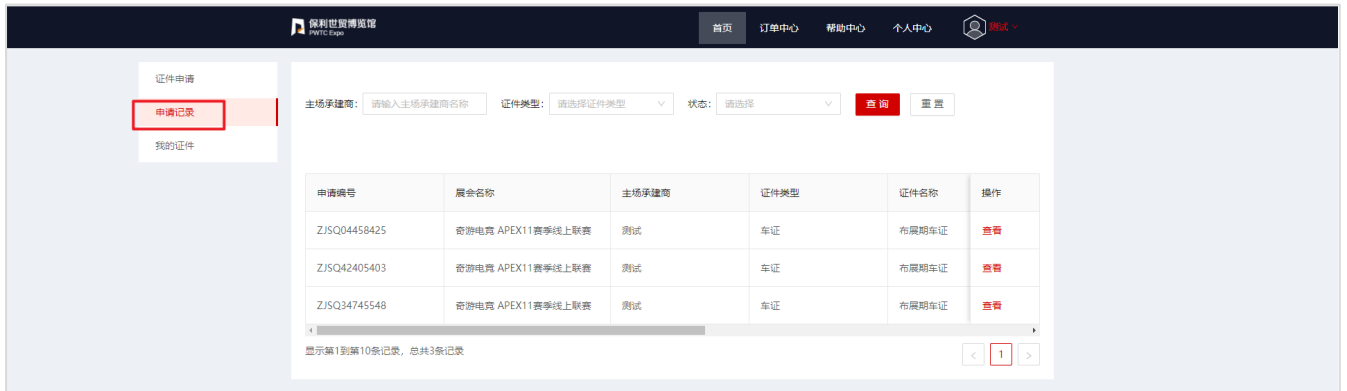 保利世贸博览馆
PWTC Expo
首页 订单中心 帮助中心 个人中心 测试
证件申请
申请记录
我的证件
主场承建商: 请输入主场承建商名称 证件类型: 请选择证件类型 状态: 请选择 查询 重置
申请编号 展会名称 主场承建商 证件类型 证件名称 操作
ZJSQ04458425 奇游电竞 APEX11赛季线上联赛 测试 车证 布展期车证 查看
ZJSQ42405403 奇游电竞 APEX11赛季线上联赛 测试 车证 布展期车证 查看
ZJSQ34745548 奇游电竞 APEX11赛季线上联赛 测试 车证 布展期车证 查看
显示第1到第10条记录, 总共3条记录 < 1 >